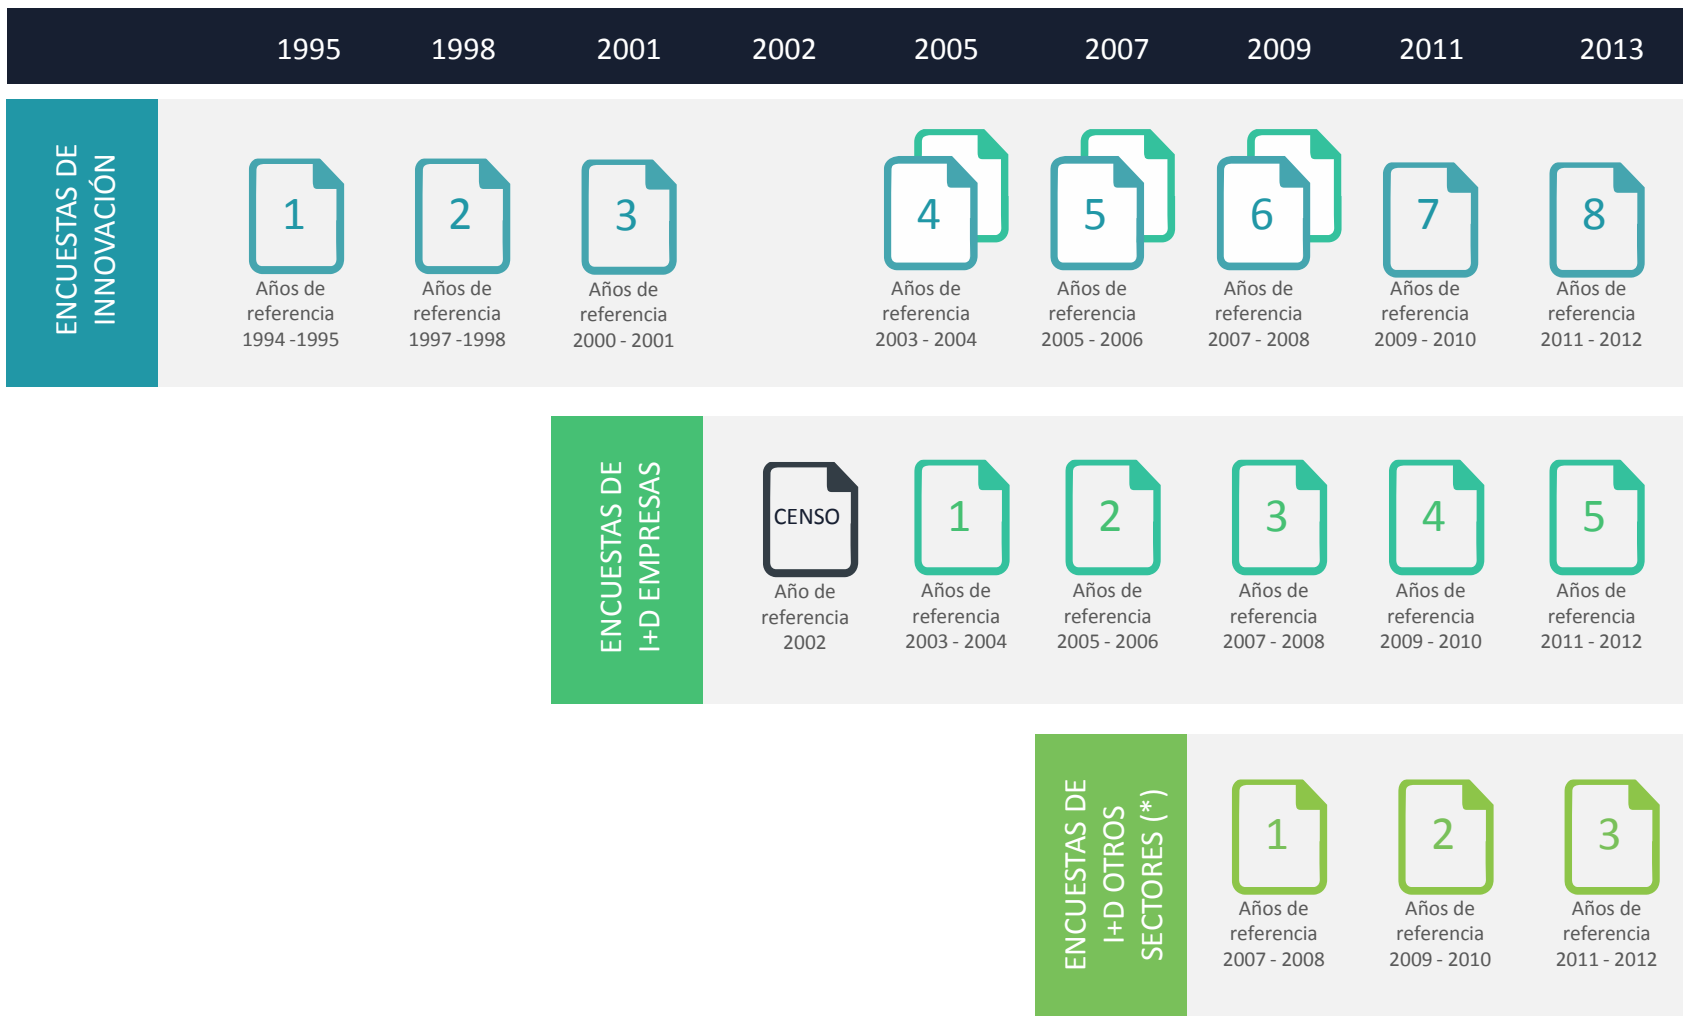 1995 1998 2001 2002 2005 2007 2009 2011 2013
ENCUESTAS DE
INNOVACIÓN
1 2 3 4 5 6 7 8
Años de Años de Años de Años de Años de Años de Años de Años de
referencia referencia referencia referencia referencia referencia referencia referencia
1994 -1995 1997 -1998 2000 - 2001 2003 - 2004 2005 - 2006 2007 - 2008 2009 - 2010 2011 - 2012
ENCUESTAS DE
I+D EMPRESAS
CENSO 1 2 3 4 5
Año de Años de Años de Años de Años de Años de
referencia referencia referencia referencia referencia referencia
2002 2003 - 2004 2005 - 2006 2007 - 2008 2009 - 2010 2011 - 2012
ENCUESTAS DE
I+D OTROS
SECTORES (*)
1 2 3
Años de Años de Años de
referencia referencia referencia
2007 - 2008 2009 - 2010 2011 - 2012